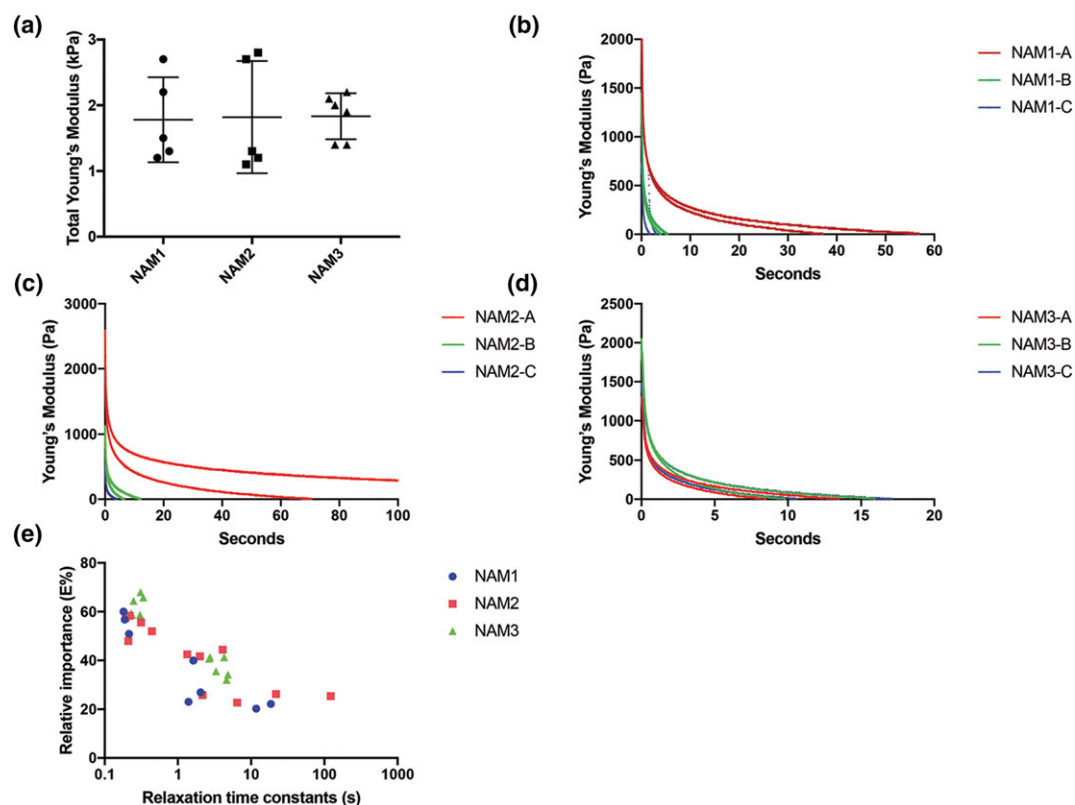 (a)
Total Young's Modulus (kPa)
3
2
1
0
NAM1
NAM2
NAM3
(b)
Young's Modulus (Pa)
2000
1500
1000
500
0
0 10 20 30 40 50 60
Seconds
NAM1-A
NAM1-B
NAM1-C
(c)
Young's Modulus (Pa)
3000
2000
1000
0
0 20 40 60 80 100
Seconds
NAM2-A
NAM2-B
NAM2-C
(d)
Young's Modulus (Pa)
2500
2000
1500
1000
500
0
0 5 10 15 20
Seconds
NAM3-A
NAM3-B
NAM3-C
(e)
Relative importance (E%)
80
60
40
20
0
0.1 1 10 100 1000
Relaxation time constants (s)
NAM1
NAM2
NAM3